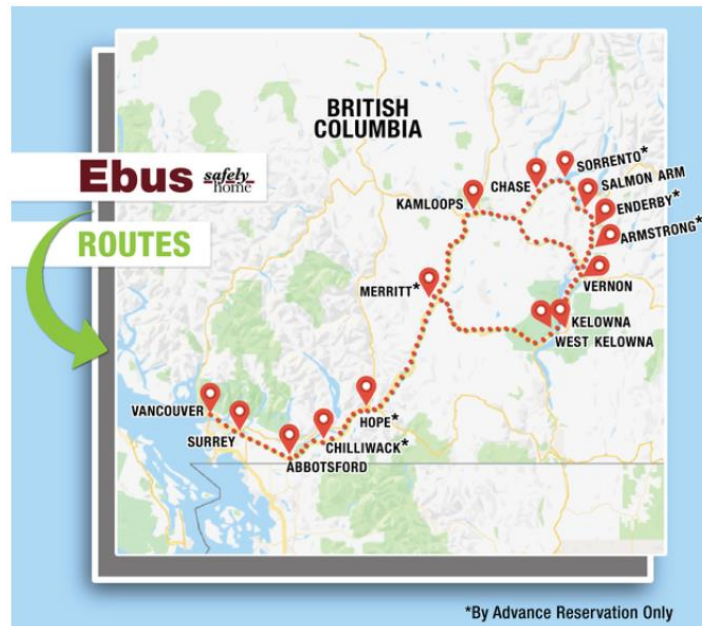 BRITISH
COLUMBIA
Ebus safely
home
ROUTES
SORRENTO*
CHASE
SALMON ARM
KAMLOOPS
ENDERBY*
ARMSTRONG*
VERNON
MERRITT*
KELOWNA
WEST KELOWNA
VANCOUVER
HOPE*
SURREY
CHILLIWACK*
ABBOTSFORD
*By Advance Reservation Only